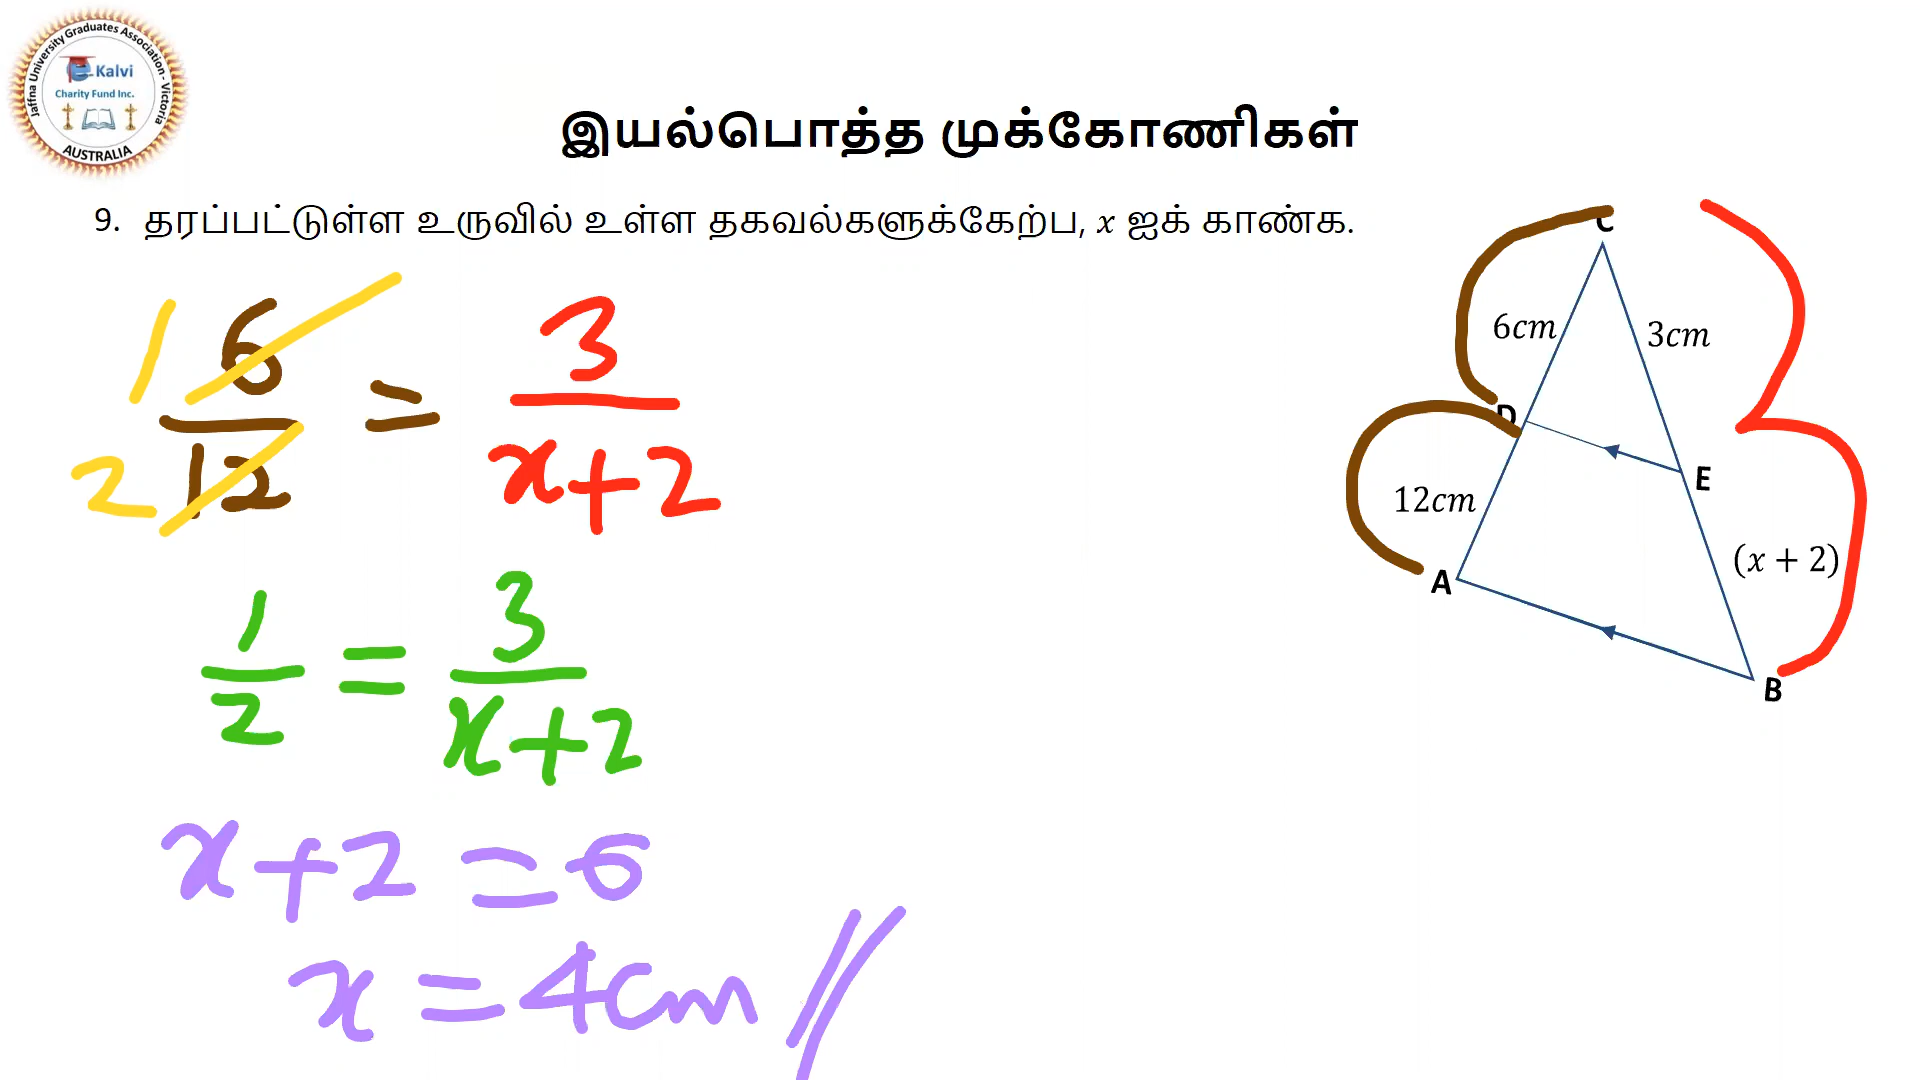 Jaffna University Graduates Association - Victoria
eKalvi
Charity Fund Inc.
AUSTRALIA
இயல்பொத்த முக்கோணிகள்
9. தரப்பட்டுள்ள உருவில் உள்ள தகவல்களுக்கேற்ப, x ஐக் காண்க.
C
6cm
3cm
D
E
12cm
(x + 2)
A
B
1 6 / 2 12 = 3 / x+2
1/2 = 3/x+2
x+2 = 6
x = 4cm //